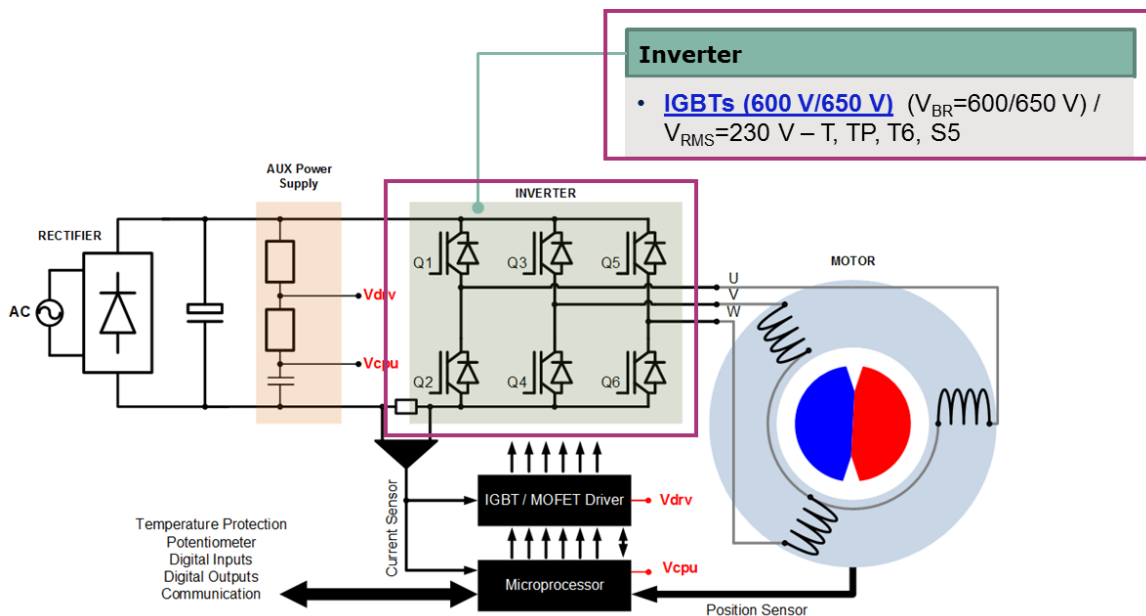 Inverter
• IGBTs (600 V/650 V) (VBR=600/650 V) /
VRMS=230 V – T, TP, T6, S5
AUX Power
Supply
INVERTER
RECTIFIER
MOTOR
Q1
Q3
Q5
U
V
W
AC
Vdrv
Vcpu
Q2
Q4
Q6
Current Sensor
IGBT / MOFET Driver
Vdrv
Temperature Protection
Potentiometer
Digital Inputs
Digital Outputs
Communication
Microprocessor
Vcpu
Position Sensor